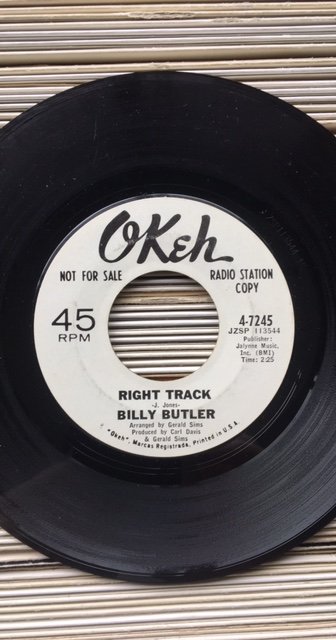 OKeh
NOT FOR SALE
RADIO STATION
COPY
45
RPM
4-7245
JZSP 113544
Publisher:
Jalynne Music,
Inc. (BMI)
Time: 2:25
RIGHT TRACK
-J. Jones-
BILLY BUTLER
Arranged by Gerald Sims
Produced by Carl Davis
& Gerald Sims
"Okeh", Marcas Registrada. Printed in U.S.A.